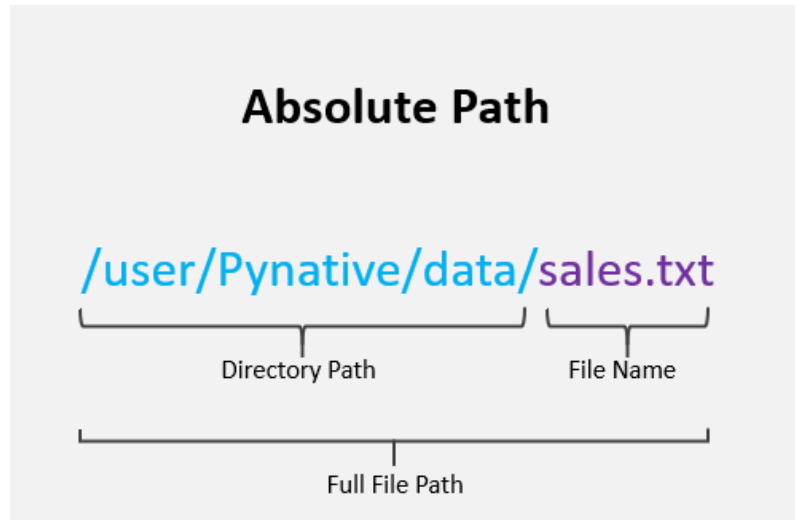 Absolute Path
/user/Pynative/data/sales.txt
Directory Path File Name
Full File Path